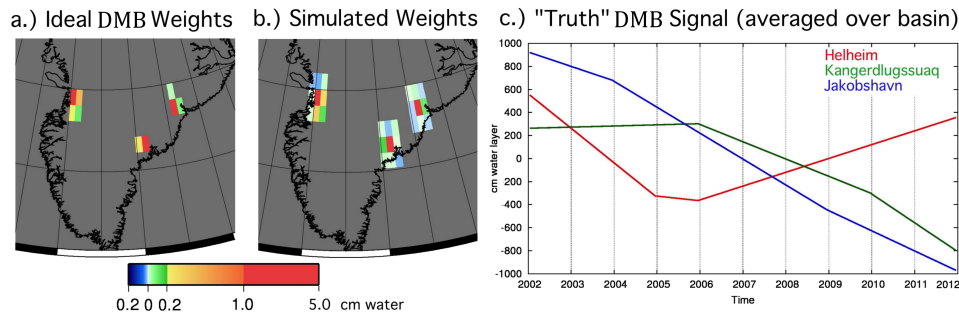 a.) Ideal DMB Weights
b.) Simulated Weights
c.) "Truth" DMB Signal (averaged over basin)
0.2 0 0.2 1.0 5.0 cm water
1000
800
600
400
200
0
-200
-400
-600
-800
-1000
cm water layer
Helheim
Kangerdlugssuaq
Jakobshavn
2002 2003 2004 2005 2006 2007 2008 2009 2010 2011 2012
Time